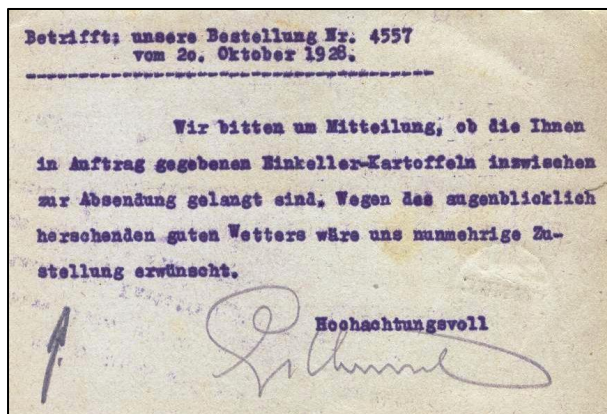 Betrifft: unsere Bestellung Nr. 4557
vom 20. Oktober 1928.
Wir bitten um Mitteilung, ob die Ihnen
in Auftrag gegebenen Einkeller-Kartoffeln inzwischen
zur Absendung gelangt sind. Wegen des augenblicklich
herschenden guten Wetters wäre uns nunmehrige Zu-
stellung erwünscht.
Hochachtungsvoll